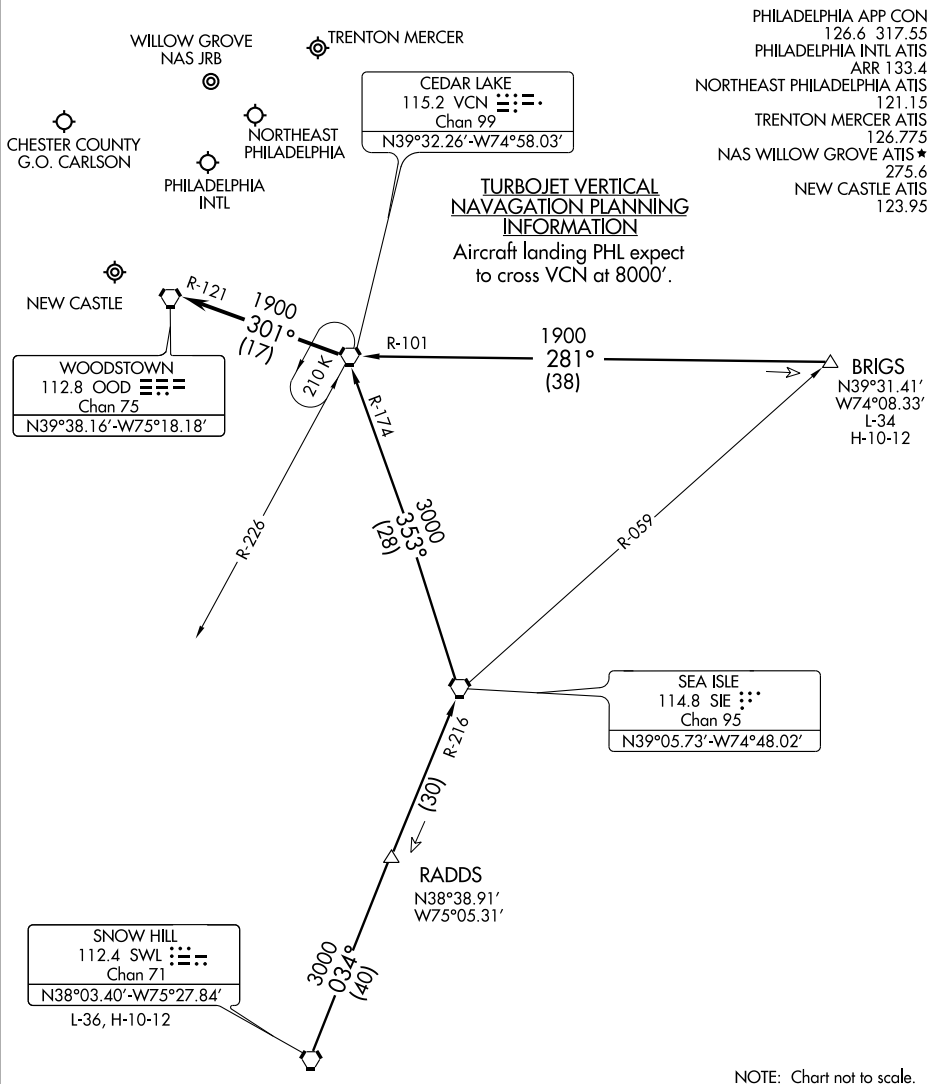 PHILADELPHIA APP CON
126.6 317.55
PHILADELPHIA INTL ATIS
ARR 133.4
NORTHEAST PHILADELPHIA ATIS
121.15
TRENTON MERCER ATIS
126.775
NAS WILLOW GROVE ATIS★
275.6
NEW CASTLE ATIS
123.95
WILLOW GROVE
NAS JRB
TRENTON MERCER
CHESTER COUNTY
G.O. CARLSON
NORTHEAST
PHILADELPHIA
PHILADELPHIA
INTL
NEW CASTLE
CEDAR LAKE
115.2 VCN
Chan 99
N39°32.26'-W74°58.03'
TURBOJET VERTICAL
NAVAGATION PLANNING
INFORMATION
Aircraft landing PHL expect
to cross VCN at 8000'.
R-121
1900
301°
(17)
210 K
R-101
1900
281°
(38)
BRIGS
N39°31.41'
W74°08.33'
L-34
H-10-12
WOODSTOWN
112.8 OOD
Chan 75
N39°38.16'-W75°18.18'
R-174
3000
353°
(28)
R-226
R-059
SEA ISLE
114.8 SIE
Chan 95
N39°05.73'-W74°48.02'
R-216
(30)
RADDS
N38°38.91'
W75°05.31'
3000
034°
(40)
SNOW HILL
112.4 SWL
Chan 71
N38°03.40'-W75°27.84'
L-36, H-10-12
NOTE: Chart not to scale.